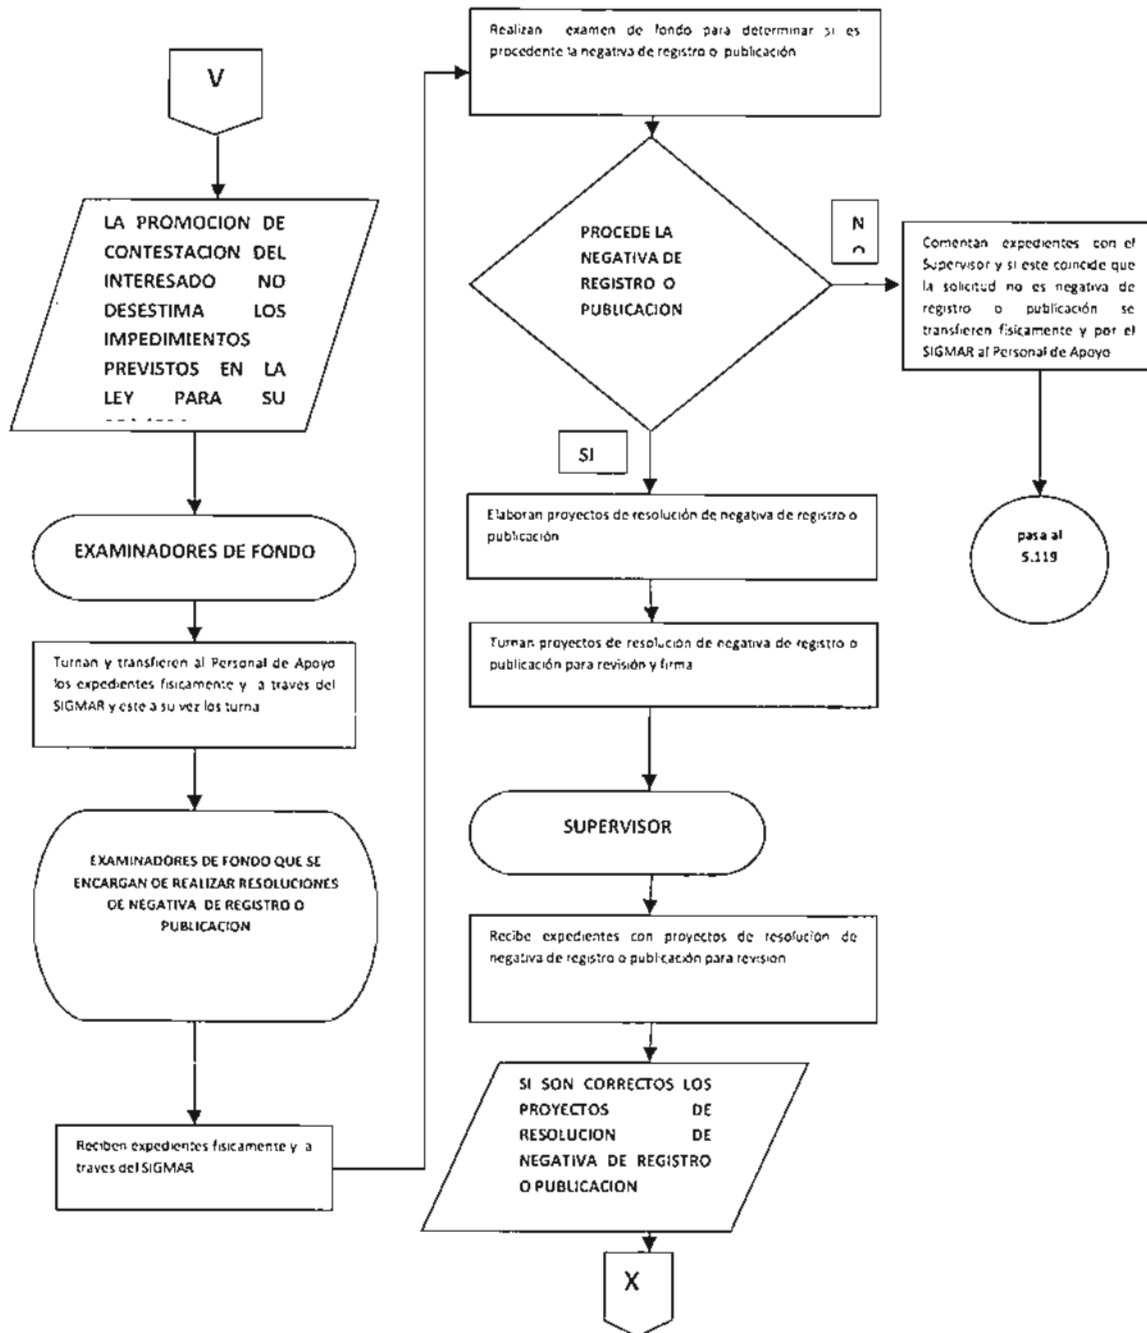 V
LA PROMOCION DE
CONTESTACION DEL
INTERESADO NO
DESESTIMA LOS
IMPEDIMIENTOS
PREVISTOS EN LA
LEY PARA SU
EXAMINADORES DE FONDO
Turnan y transfieren al Personal de Apoyo
los expedientes fisicamente y a traves del
SIGMAR y este a su vez los turna
EXAMINADORES DE FONDO QUE SE
ENCARGAN DE REALIZAR RESOLUCIONES
DE NEGATIVA DE REGISTRO O
PUBLICACION
Reciben expedientes fisicamente y a
traves del SIGMAR
Realizan examen de fondo para determinar si es
procedente la negativa de registro o publicación
PROCEDE LA
NEGATIVA DE
REGISTRO O
PUBLICACION
N
O
Comentan expedientes con el
Supervisor y si este coincide que
la solicitud no es negativa de
registro o publicación se
transfieren fisicamente y por el
SIGMAR al Personal de Apoyo
pasa al
5.119
SI
Elaboran proyectos de resolución de negativa de registro o
publicación
Turnan proyectos de resolución de negativa de registro o
publicación para revisión y firma
SUPERVISOR
Recibe expedientes con proyectos de resolución de
negativa de registro o publicación para revisión
SI SON CORRECTOS LOS
PROYECTOS DE
RESOLUCION DE
NEGATIVA DE REGISTRO
O PUBLICACION
X